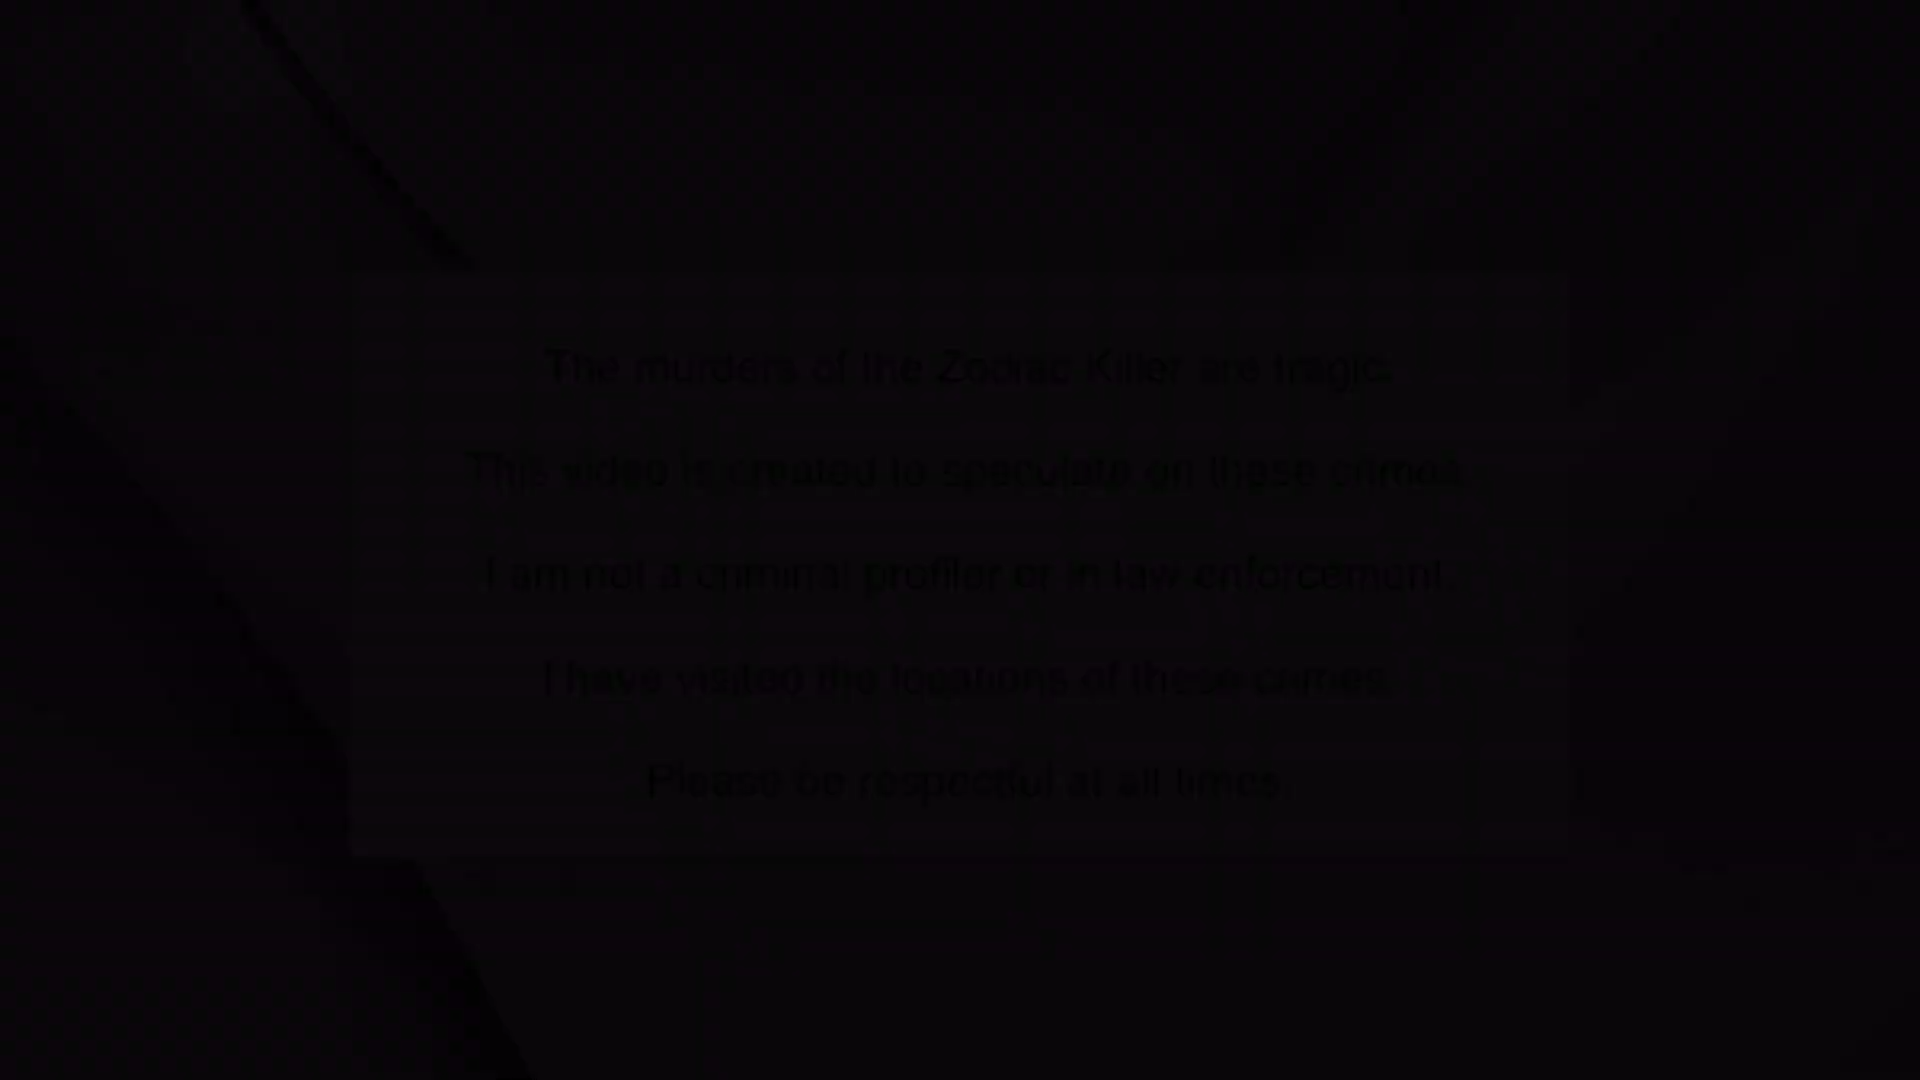 The murders of the Zodiac Killer are tragic.
This video is created to speculate on these crimes.
I am not a criminal profiler or in law enforcement.
I have visited the locations of these crimes.
Please be respectful at all times.